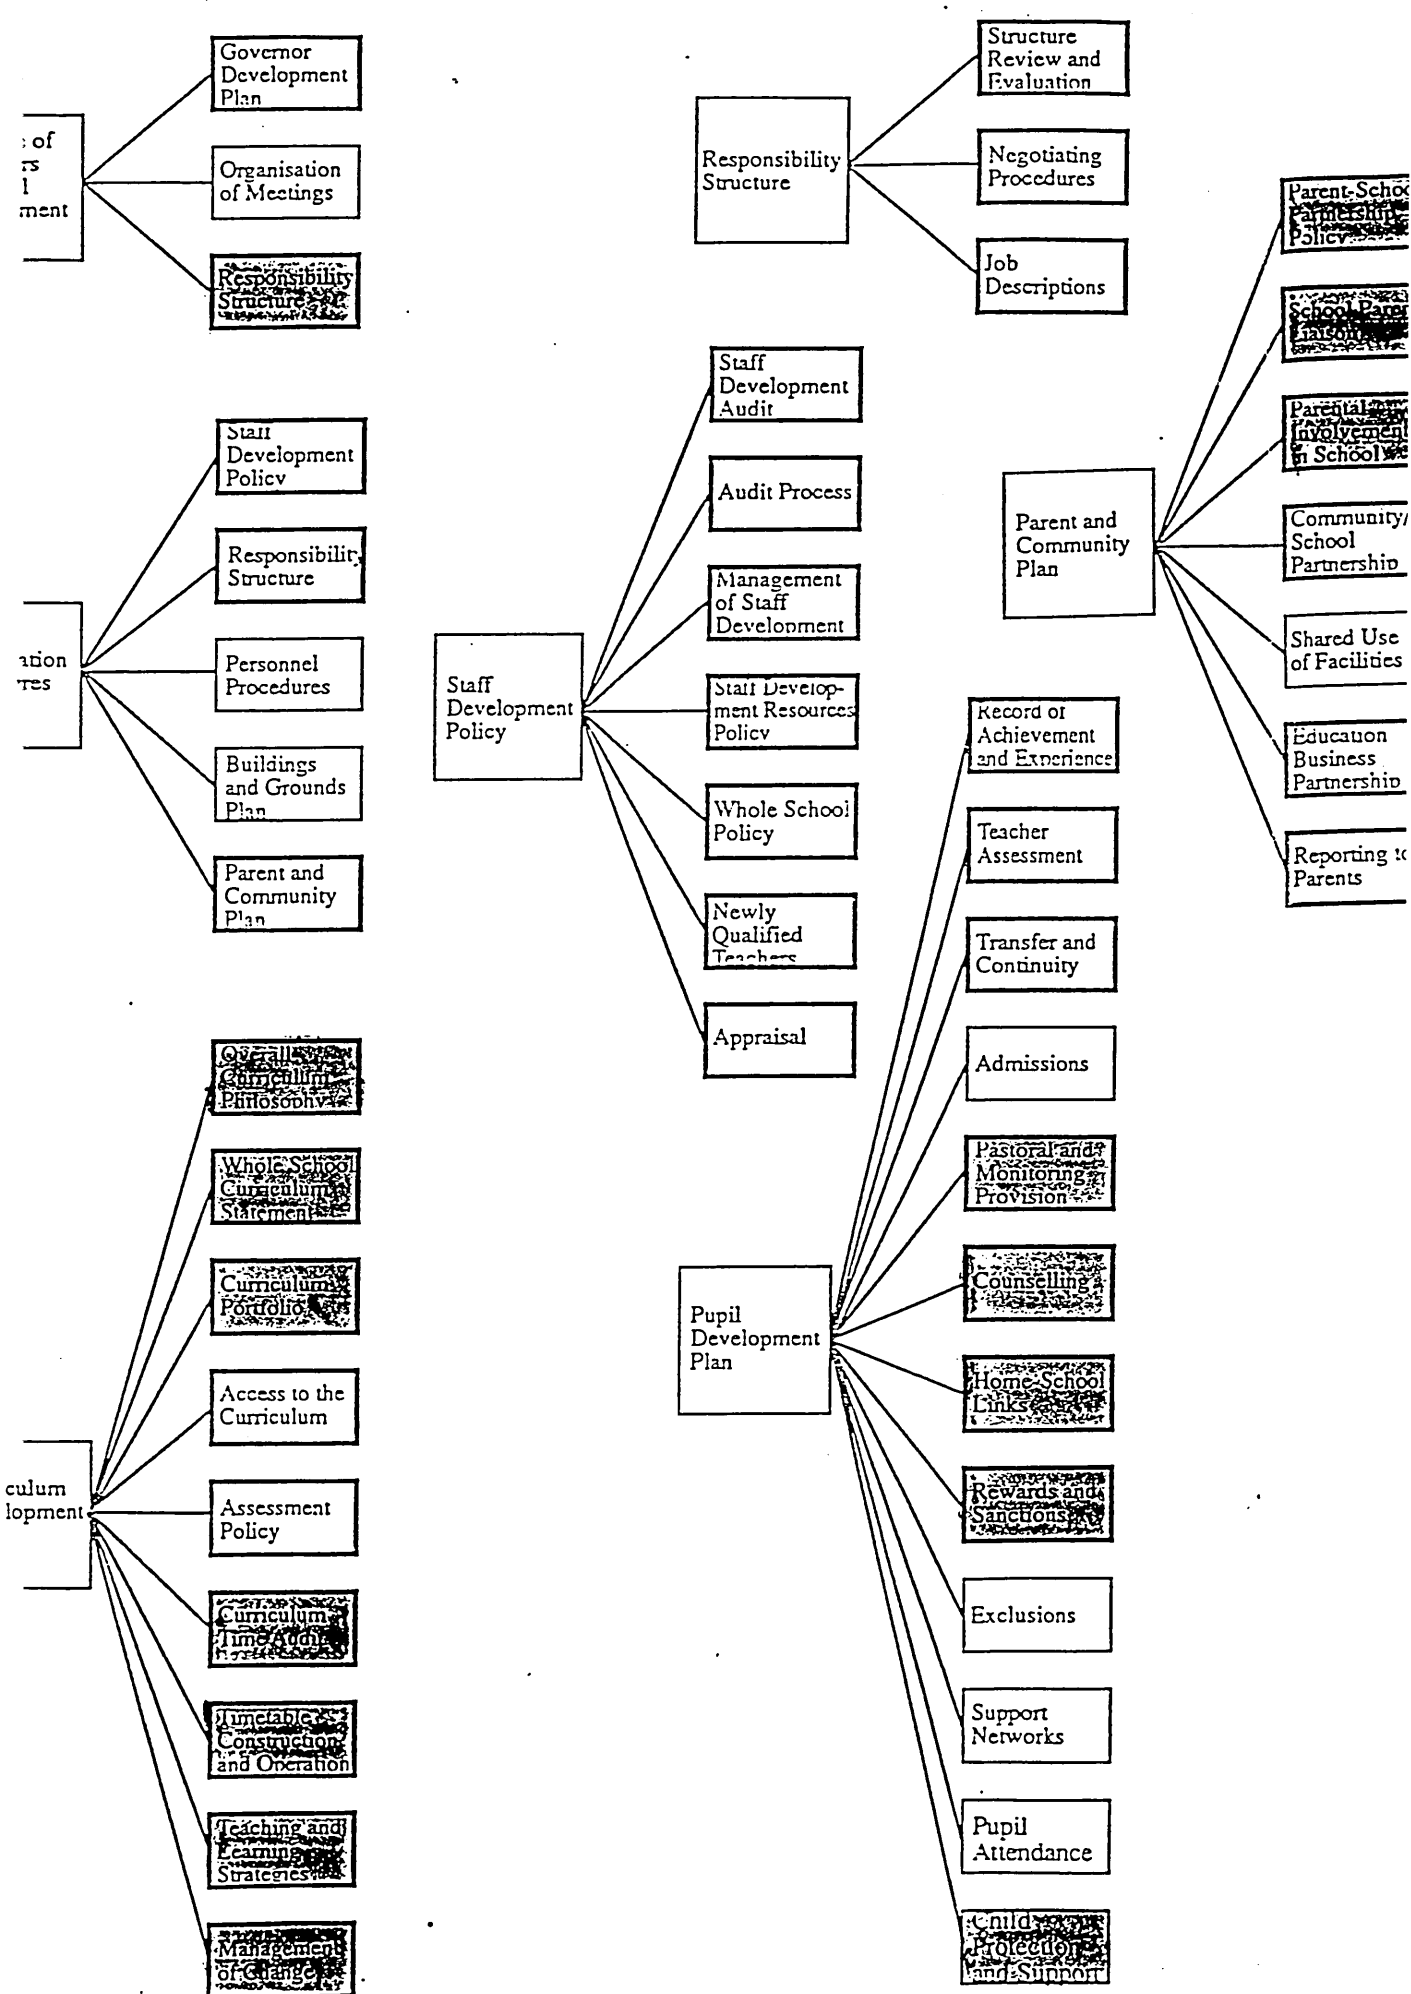 Governor
Development
Plan
: of
rs
l
ment
Organisation
of Meetings
Responsibility
Structure
Staff
Development
Policy
Responsibility
Structure
ation
res
Personnel
Procedures
Buildings
and Grounds
Plan
Parent and
Community
Plan
Overall
Curriculum
Philosophy
Whole School
Curriculum
Statement
Curriculum
Portfolio
Access to the
Curriculum
culum
lopment
Assessment
Policy
Curriculum
Time Audit
Timetable
Construction
and Operation
Teaching and
Learning
Strategies
Management
of Change
Structure
Review and
Evaluation
Responsibility
Structure
Negotiating
Procedures
Job
Descriptions
Staff
Development
Audit
Audit Process
Management
of Staff
Development
Staff
Development
Policy
Staff Develop-
ment Resources
Policy
Whole School
Policy
Newly
Qualified
Teachers
Appraisal
Parent-Schoo
Partnership
Policy
School Paren
Liaison
Parental
Involvement
in School
Parent and
Community
Plan
Community/
School
Partnership
Shared Use
of Facilities
Education
Business
Partnership
Reporting to
Parents
Record of
Achievement
and Experience
Teacher
Assessment
Transfer and
Continuity
Admissions
Pastoral and
Monitoring
Provision
Counselling
Pupil
Development
Plan
Home-School
Links
Rewards and
Sanctions
Exclusions
Support
Networks
Pupil
Attendance
Child
Protection
and Support